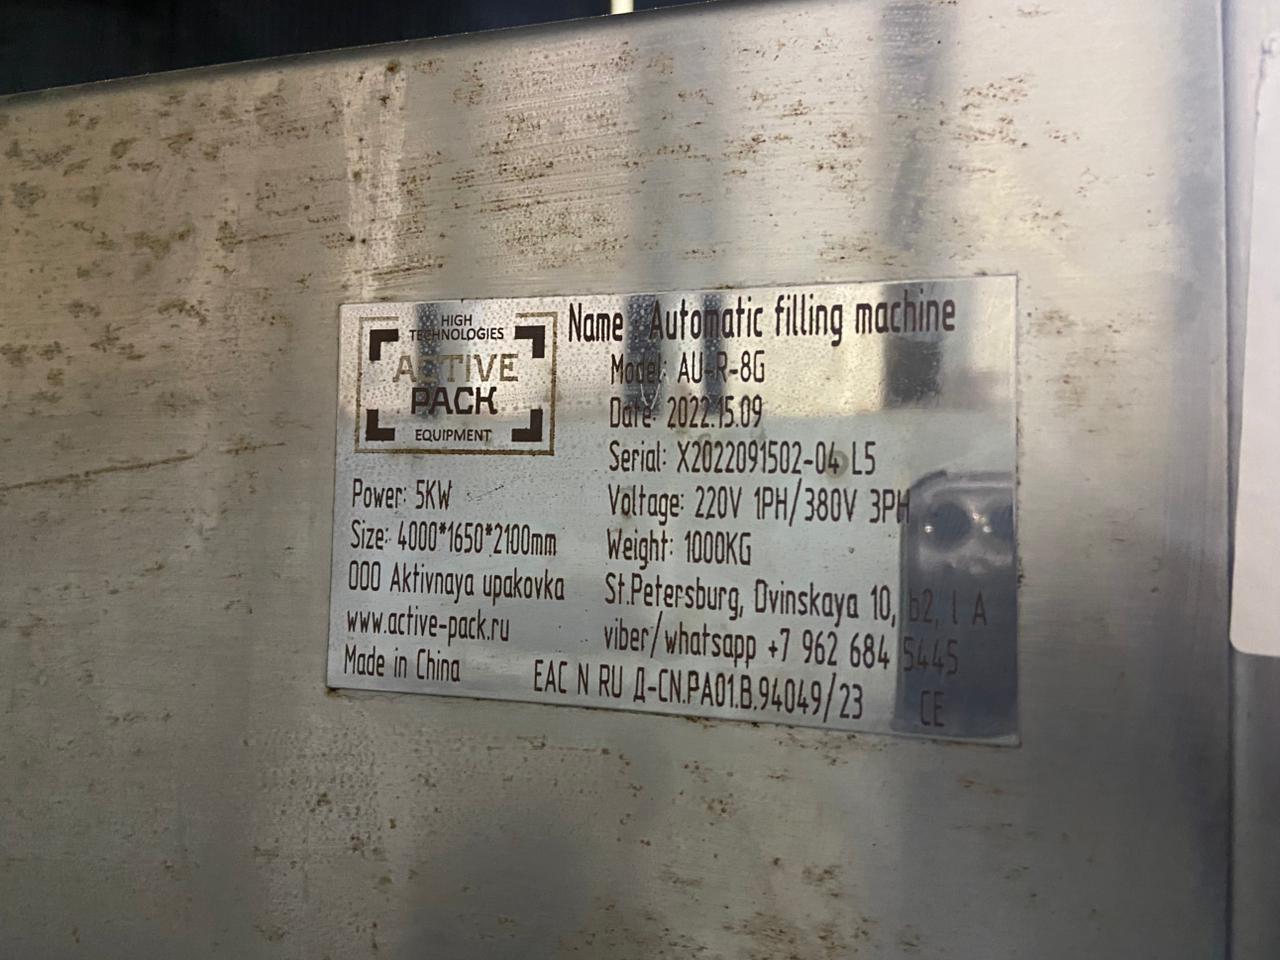 HIGH
TECHNOLOGIES
ACTIVE
PACK
EQUIPMENT
Name: Automatic filling machine
Model: AU-R-8G
Date: 2022.15.09
Serial: X2022091502-04 L5
Power: 5KW
Voltage: 220V 1PH/380V 3PH
Size: 4000*1650*2100mm
Weight: 1000KG
OOO Aktivnaya upakovka
St.Petersburg, Dvinskaya 10, b2, l A
www.active-pack.ru
viber/whatsapp +7 962 684 5445
Made in China
EAC N RU Д-CN.PA01.B.94049/23
CE